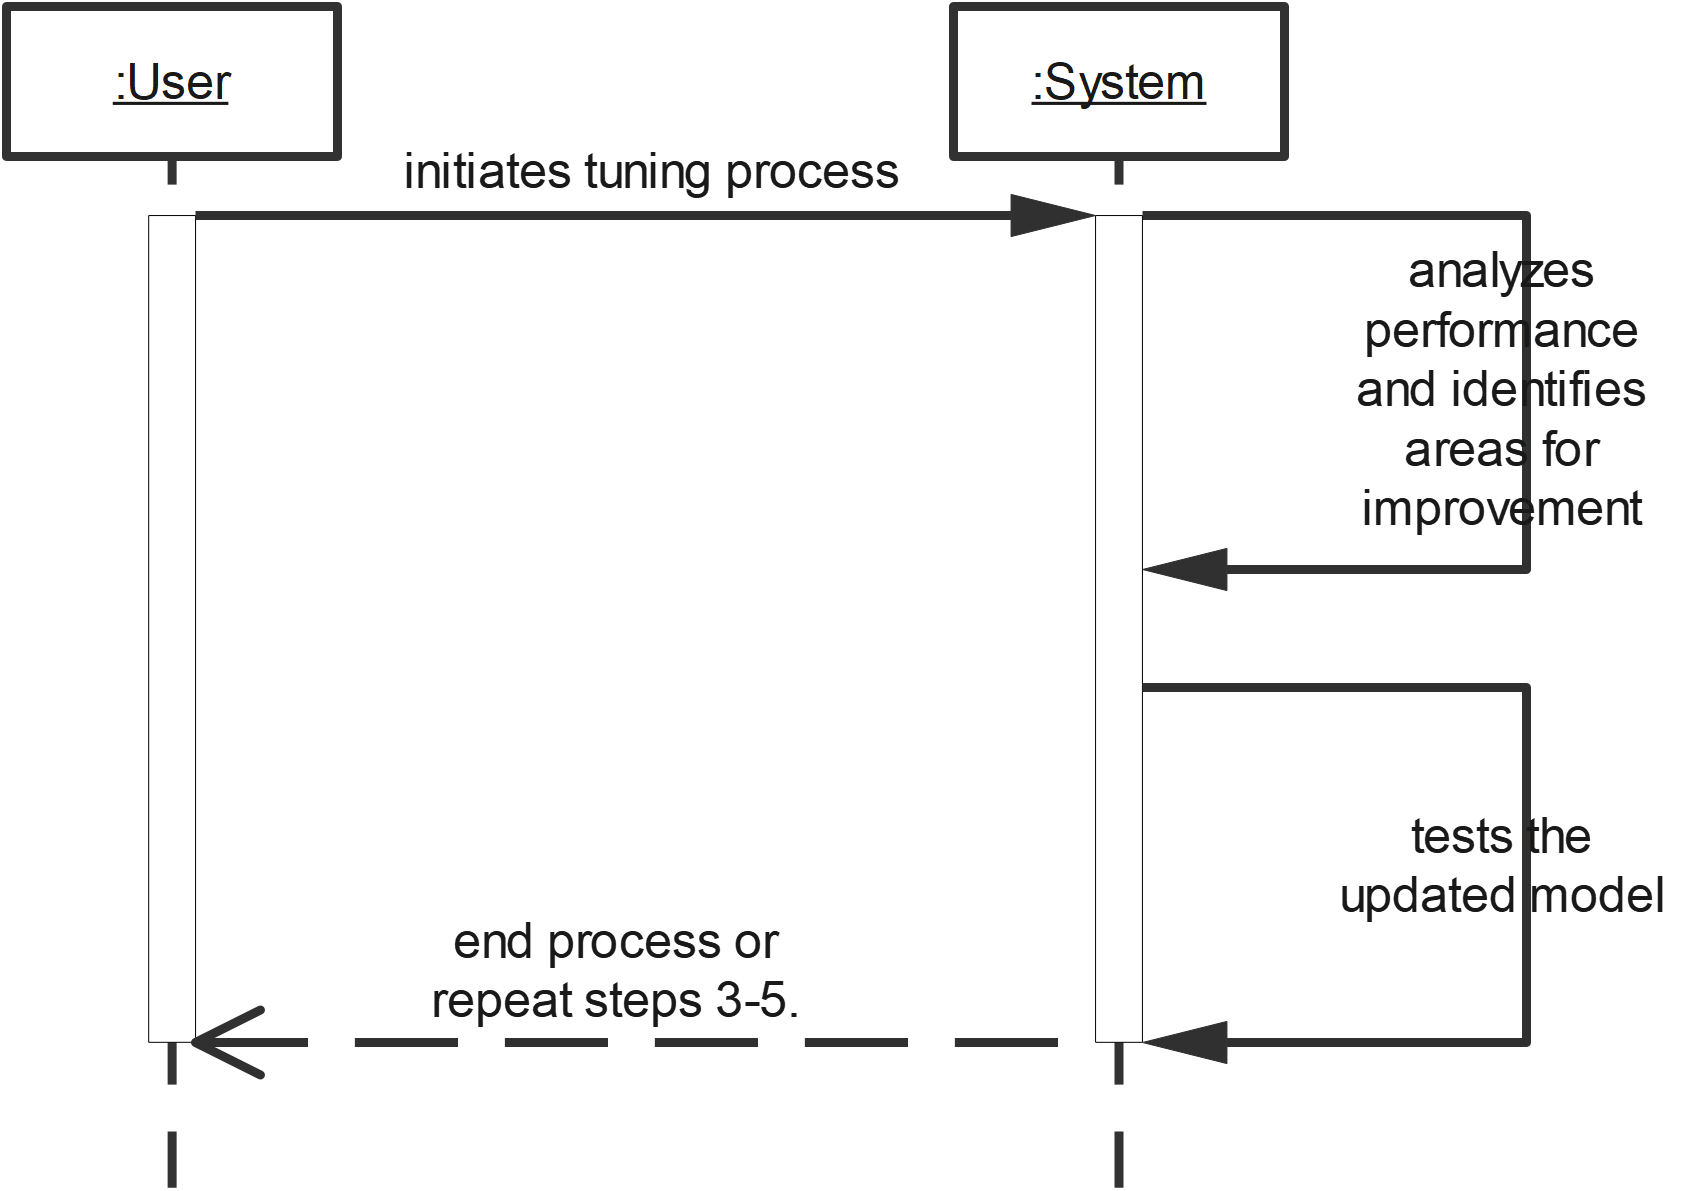 :User
:System
initiates tuning process
analyzes
performance
and identifies
areas for
improvement
tests the
updated model
end process or
repeat steps 3-5.